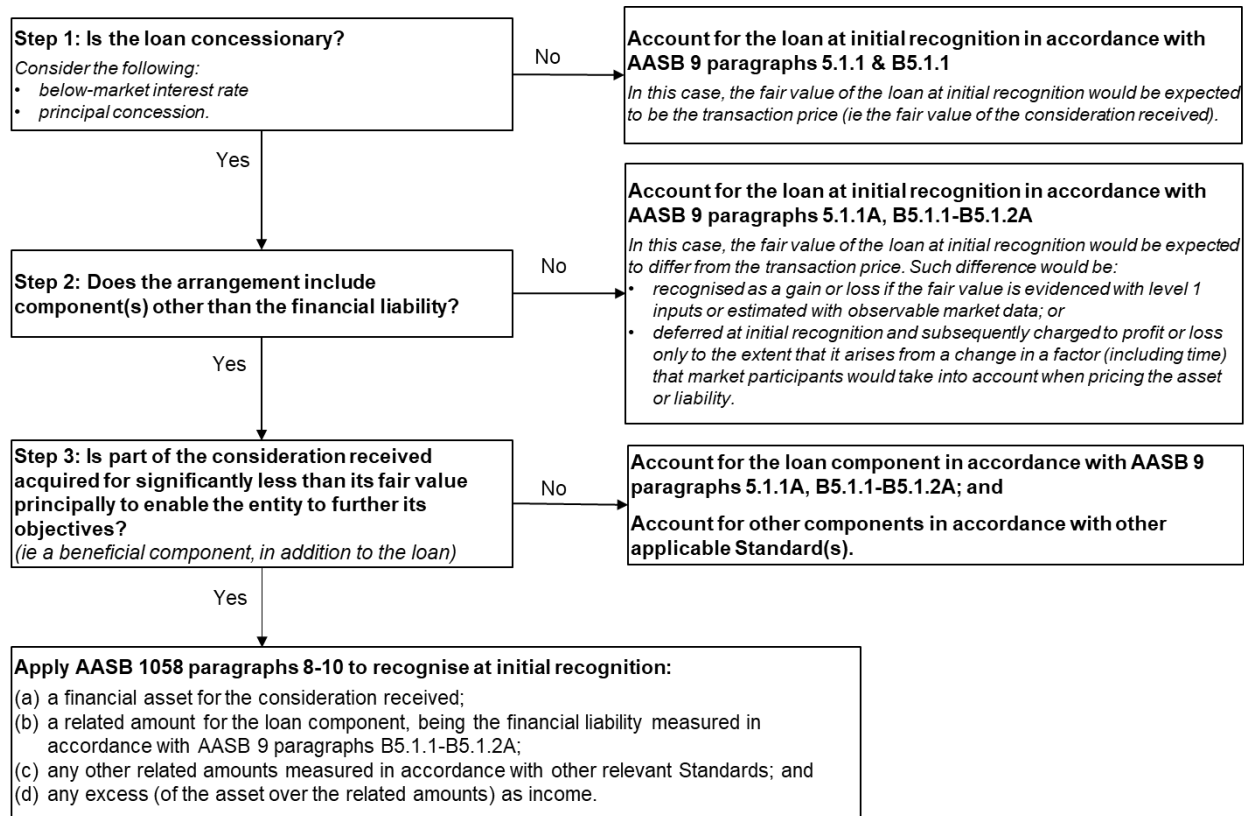 Step 1: Is the loan concessionary?
Consider the following:
• below-market interest rate
• principal concession.
No
Account for the loan at initial recognition in accordance with
AASB 9 paragraphs 5.1.1 & B5.1.1
In this case, the fair value of the loan at initial recognition would be expected
to be the transaction price (ie the fair value of the consideration received).
Yes
Step 2: Does the arrangement include
component(s) other than the financial liability?
No
Account for the loan at initial recognition in accordance with
AASB 9 paragraphs 5.1.1A, B5.1.1-B5.1.2A
In this case, the fair value of the loan at initial recognition would be expected
to differ from the transaction price. Such difference would be:
• recognised as a gain or loss if the fair value is evidenced with level 1
inputs or estimated with observable market data; or
• deferred at initial recognition and subsequently charged to profit or loss
only to the extent that it arises from a change in a factor (including time)
that market participants would take into account when pricing the asset
or liability.
Yes
Step 3: Is part of the consideration received
acquired for significantly less than its fair value
principally to enable the entity to further its
objectives?
(ie a beneficial component, in addition to the loan)
No
Account for the loan component in accordance with AASB 9
paragraphs 5.1.1A, B5.1.1-B5.1.2A; and
Account for other components in accordance with other
applicable Standard(s).
Yes
Apply AASB 1058 paragraphs 8-10 to recognise at initial recognition:
(a) a financial asset for the consideration received;
(b) a related amount for the loan component, being the financial liability measured in
accordance with AASB 9 paragraphs B5.1.1-B5.1.2A;
(c) any other related amounts measured in accordance with other relevant Standards; and
(d) any excess (of the asset over the related amounts) as income.